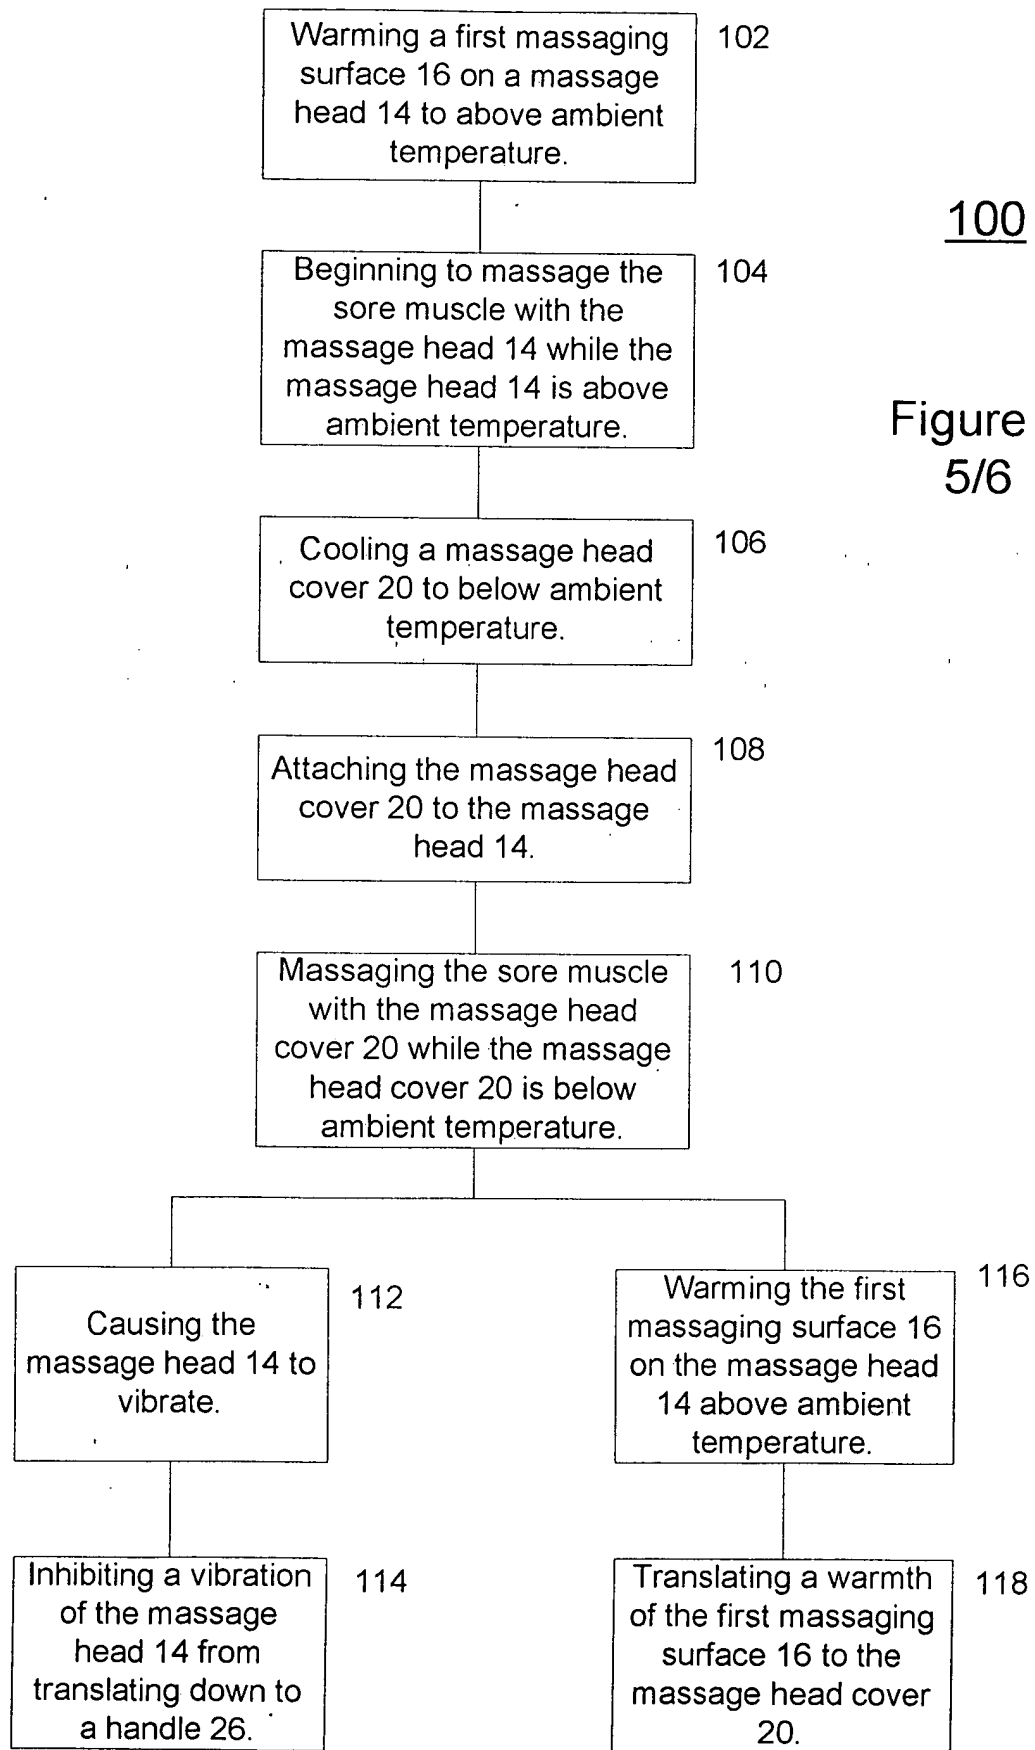 Warming a first massaging
surface 16 on a massage
head 14 to above ambient
temperature.
102
100
Beginning to massage the
sore muscle with the
massage head 14 while the
massage head 14 is above
ambient temperature.
104
Figure
5/6
Cooling a massage head
cover 20 to below ambient
temperature.
106
Attaching the massage head
cover 20 to the massage
head 14.
108
Massaging the sore muscle
with the massage head
cover 20 while the massage
head cover 20 is below
ambient temperature.
110
Causing the
massage head 14 to
vibrate.
112
Warming the first
massaging surface 16
on the massage head
14 above ambient
temperature.
116
Inhibiting a vibration
of the massage
head 14 from
translating down to
a handle 26.
114
Translating a warmth
of the first massaging
surface 16 to the
massage head cover
20.
118